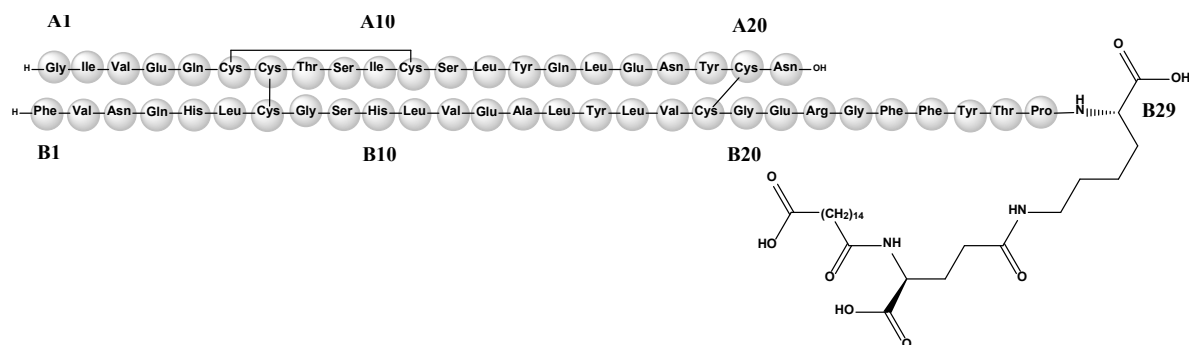 A1 A10 A20
O
OH
H Gly Ile Val Glu Gln Cys Cys Thr Ser Ile Cys Ser Leu Tyr Gln Leu Glu Asn Tyr Cys Asn OH
H Phe Val Asn Gln His Leu Cys Gly Ser His Leu Val Glu Ala Leu Tyr Leu Val Cys Gly Glu Arg Gly Phe Phe Tyr Thr Pro HN B29
B1 B10 B20
O
(CH2)14
HN
HO
NH
O
O
HO
O